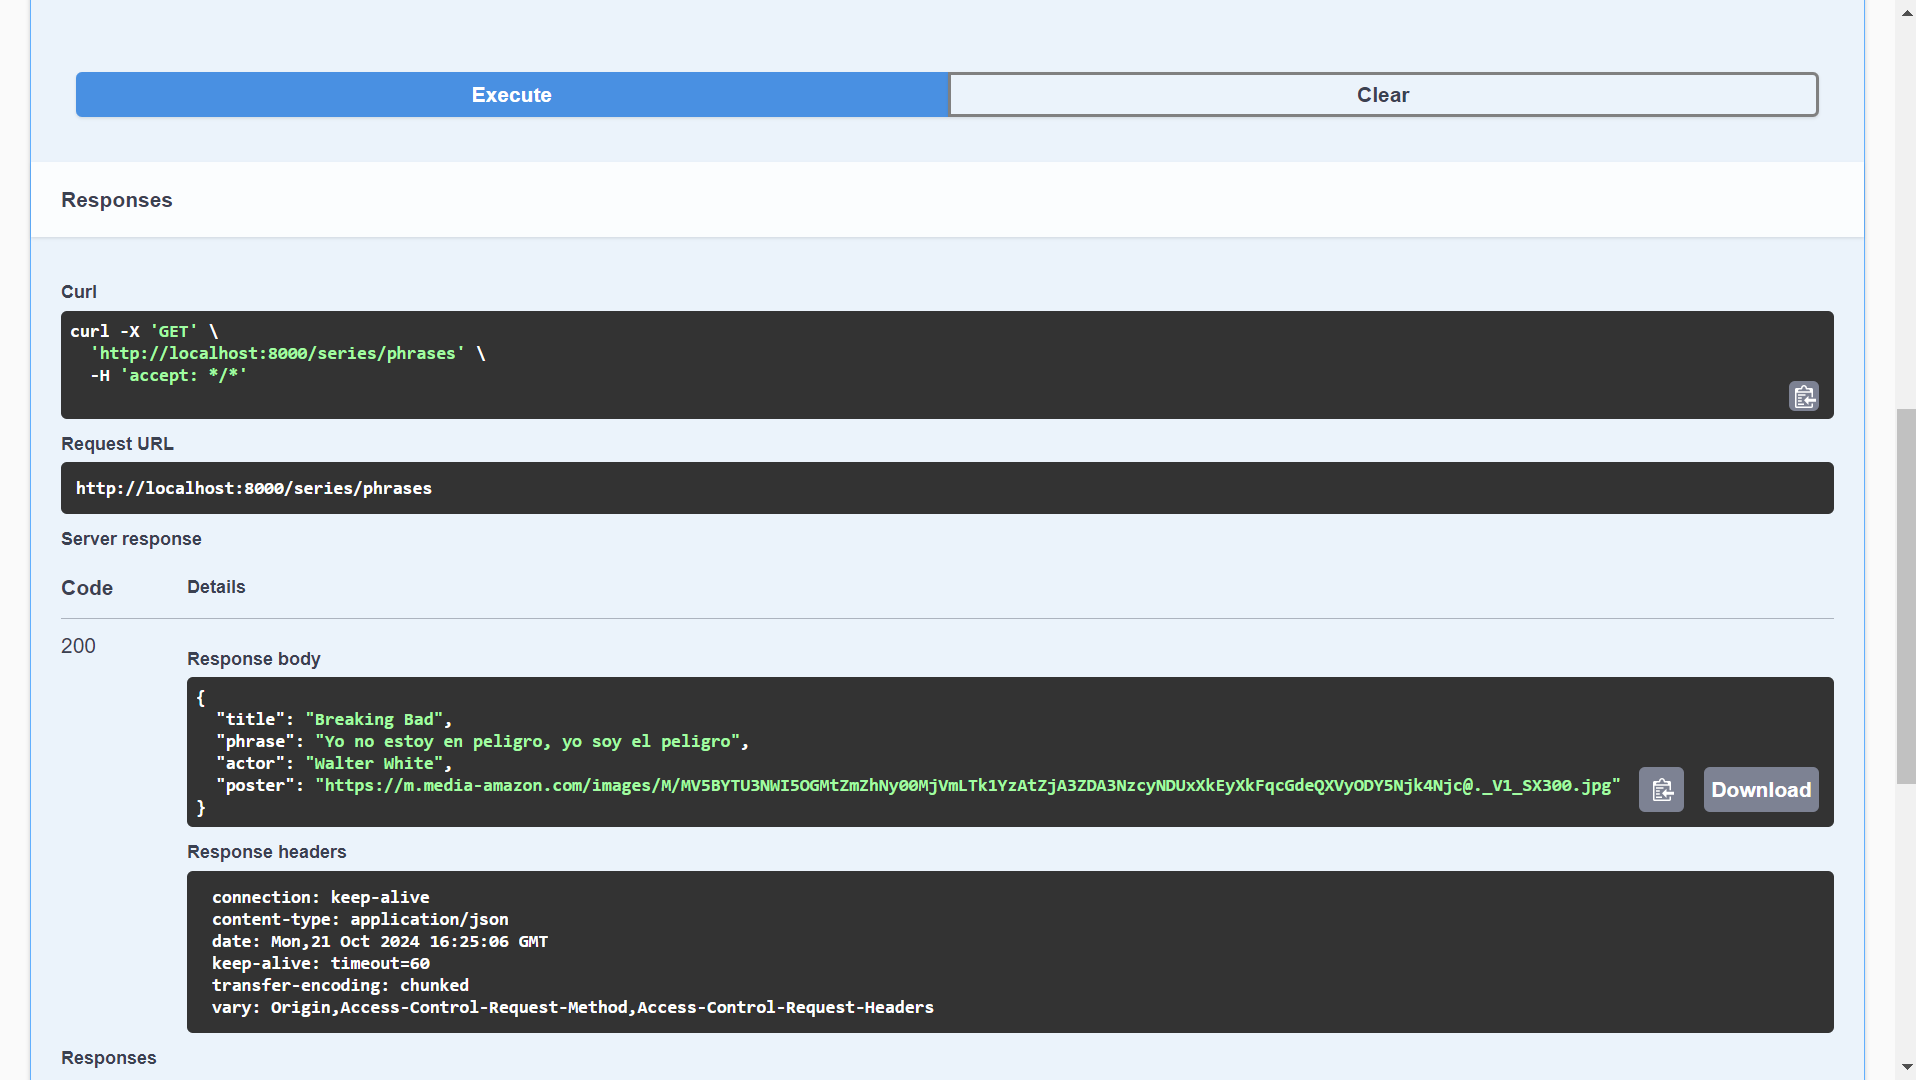 Execute
Clear
Responses
Curl
curl -X 'GET' \
'http://localhost:8000/series/phrases' \
-H 'accept: */*'
Request URL
http://localhost:8000/series/phrases
Server response
Code Details
200
Response body
{
"title": "Breaking Bad",
"phrase": "Yo no estoy en peligro, yo soy el peligro",
"actor": "Walter White",
"poster": "https://m.media-amazon.com/images/M/MV5BYTU3NWI5OGMtZmZhNy00MjVmLTk1YzAtZjA3ZDA3NzcyNDUxXkEyXkFqcGdeQXVyODY5Njk4Njc@._V1_SX300.jpg"
}
Download
Response headers
connection: keep-alive
content-type: application/json
date: Mon,21 Oct 2024 16:25:06 GMT
keep-alive: timeout=60
transfer-encoding: chunked
vary: Origin,Access-Control-Request-Method,Access-Control-Request-Headers
Responses